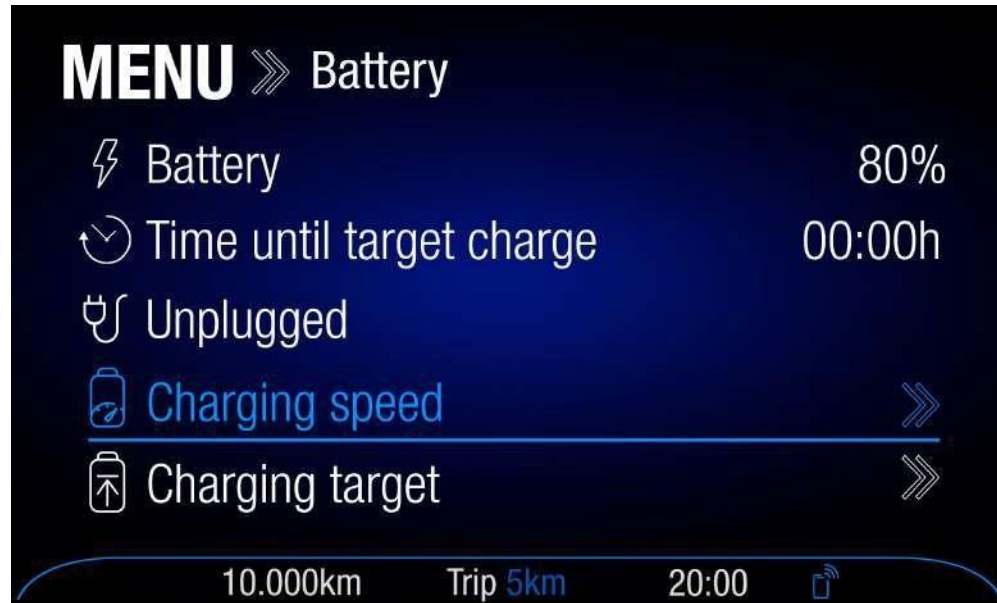 MENU Battery
Battery 80%
Time until target charge 00:00h
Unplugged
Charging speed
Charging target
10.000km Trip 5km 20:00